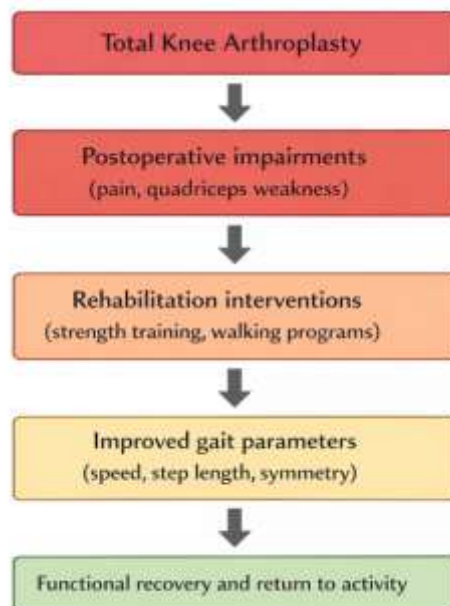 Total Knee Arthroplasty
Postoperative impairments
(pain, quadriceps weakness)
Rehabilitation interventions
(strength training, walking programs)
Improved gait parameters
(speed, step length, symmetry)
Functional recovery and return to activity